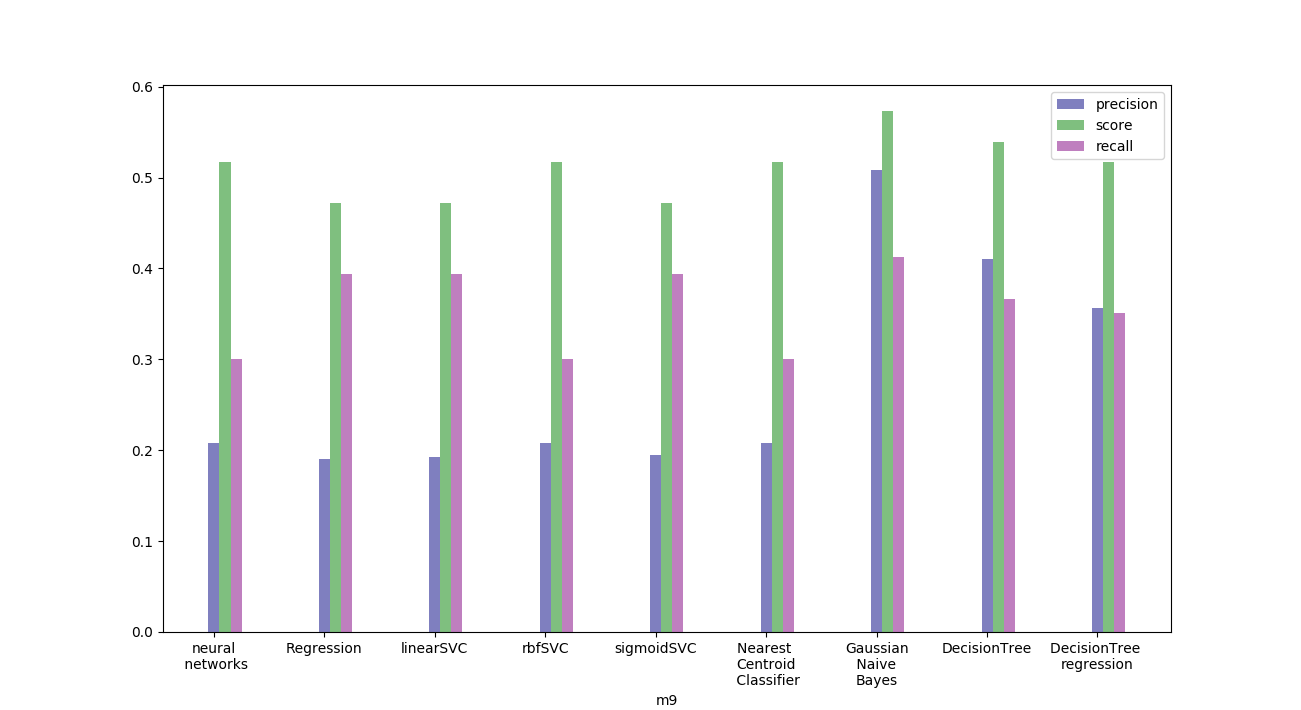 0.6
0.5
0.4
0.3
0.2
0.1
0.0
precision
score
recall
neural
networks
Regression
linearSVC
rbfSVC
sigmoidSVC
Nearest
Centroid
Classifier
Gaussian
Naive
Bayes
DecisionTree
DecisionTree
regression
m9